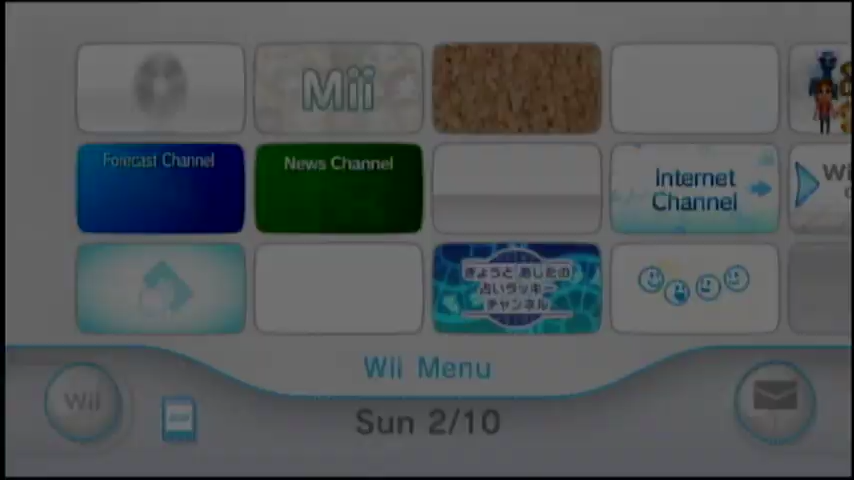 Mii
Forecast Channel
News Channel
Internet
Channel
Wi
きょうと あしたの
占いラッキー
チャンネル
Wii Menu
Wii
Sun 2/10